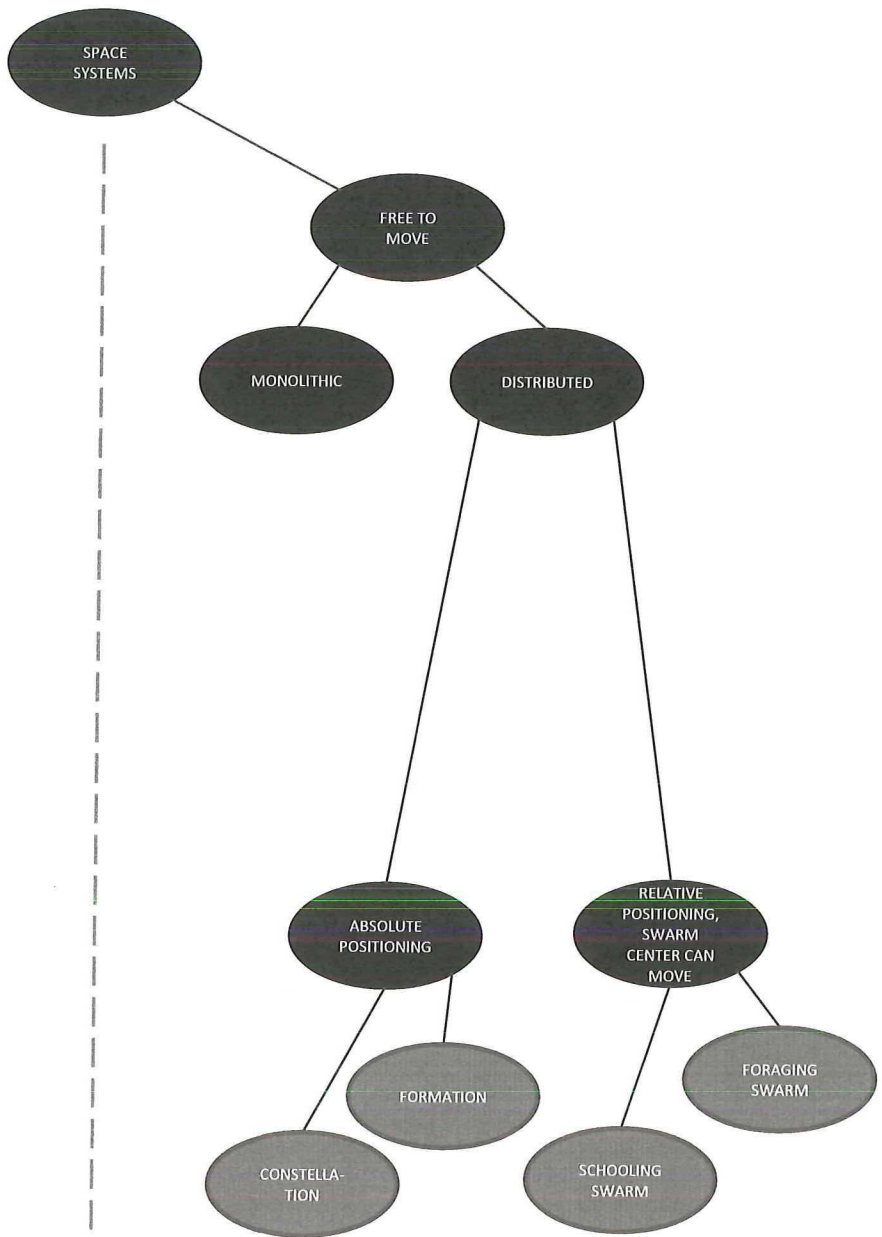 SPACE
SYSTEMS
FREE TO
MOVE
MONOLITHIC
DISTRIBUTED
ABSOLUTE
POSITIONING
RELATIVE
POSITIONING,
SWARM
CENTER CAN
MOVE
FORMATION
FORAGING
SWARM
CONSTELLA-
TION
SCHOOLING
SWARM